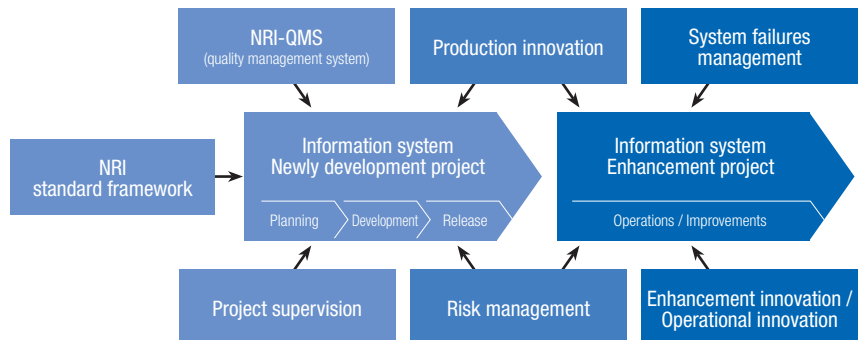 NRI-QMS
(quality management system)
Production innovation
System failures
management
NRI
standard framework
Information system
Newly development project
Planning
Development
Release
Information system
Enhancement project
Operations / Improvements
Project supervision
Risk management
Enhancement innovation /
Operational innovation